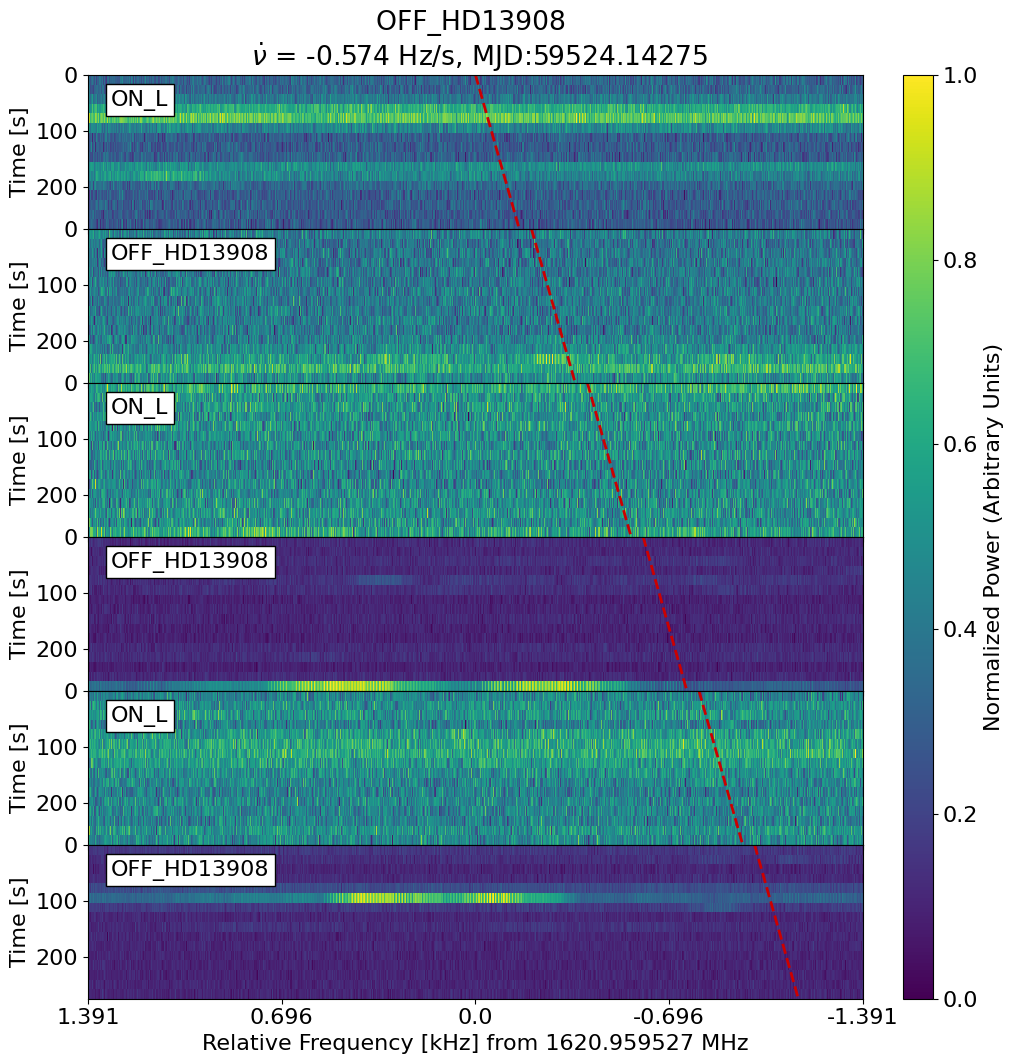 OFF_HD13908
ν̇ = -0.574 Hz/s, MJD:59524.14275
0
ON_L
100
200
Time [s]
0
OFF_HD13908
100
200
Time [s]
0
ON_L
100
200
Time [s]
0
OFF_HD13908
100
200
Time [s]
0
ON_L
100
200
Time [s]
0
OFF_HD13908
100
200
Time [s]
1.391 0.696 0.0 -0.696 -1.391
Relative Frequency [kHz] from 1620.959527 MHz
1.0
0.8
0.6
0.4
0.2
0.0
Normalized Power (Arbitrary Units)